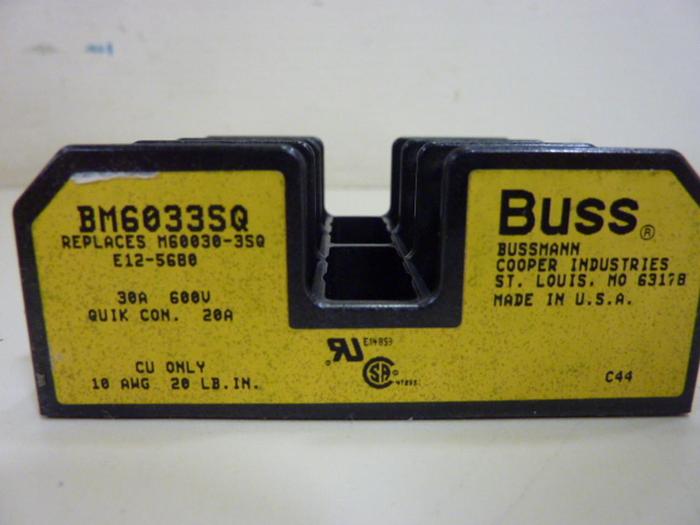 BM6033SQ
REPLACES M60030-3SQ
E12-5680
30A 600V
QUIK CON. 20A
CU ONLY
10 AWG 20 LB.IN.
E14853
BUSS®
BUSSMANN
COOPER INDUSTRIES
ST. LOUIS, MO 63178
MADE IN U.S.A.
C44